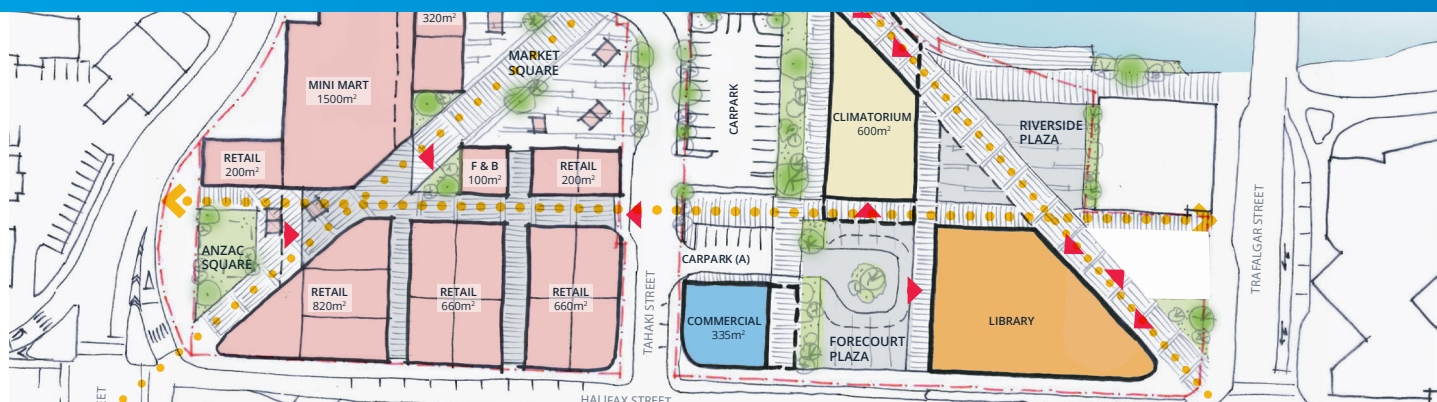 320m²
MARKET
SQUARE
MINI MART
1500m²
CARPARK
CLIMATORIUM
600m²
RIVERSIDE
PLAZA
RETAIL
200m²
F & B
100m²
RETAIL
200m²
TRAFALGAR STREET
ANZAC
SQUARE
CARPARK (A)
RETAIL
820m²
RETAIL
660m²
RETAIL
660m²
TAHAKI STREET
COMMERCIAL
335m²
FORECOURT
PLAZA
LIBRARY
HALIFAX STREET